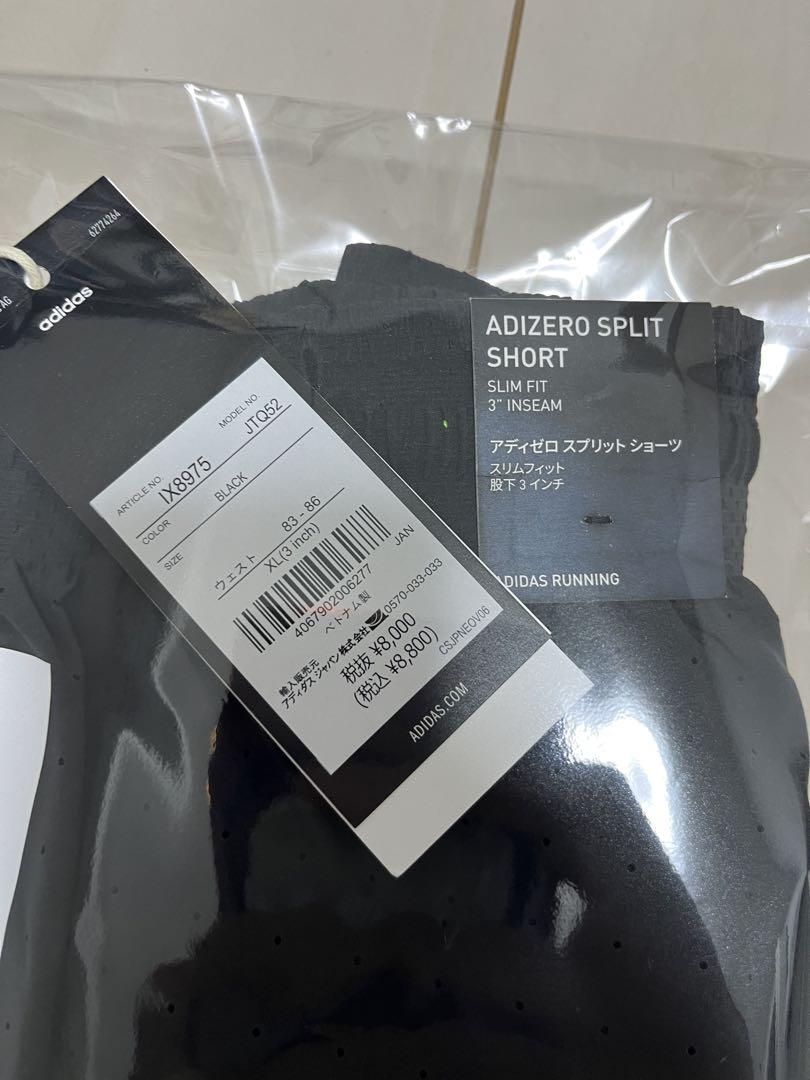 62774264
AG
adidas
ARTICLE NO.
MODEL NO.
IX8975
JTQ52
COLOR
BLACK
SIZE
ウェスト 83 - 86
XL(3 inch)
JAN
4067902006277
ベトナム製
輸入販売元
アディダス ジャパン 株式会社
0570-033-033
税抜 ¥8,000
(税込 ¥8,800)
CSJPNEOV06
ADIDAS.COM
ADIZERO SPLIT
SHORT
SLIM FIT
3" INSEAM
アディゼロ スプリット ショーツ
スリムフィット
股下 3 インチ
ADIDAS RUNNING